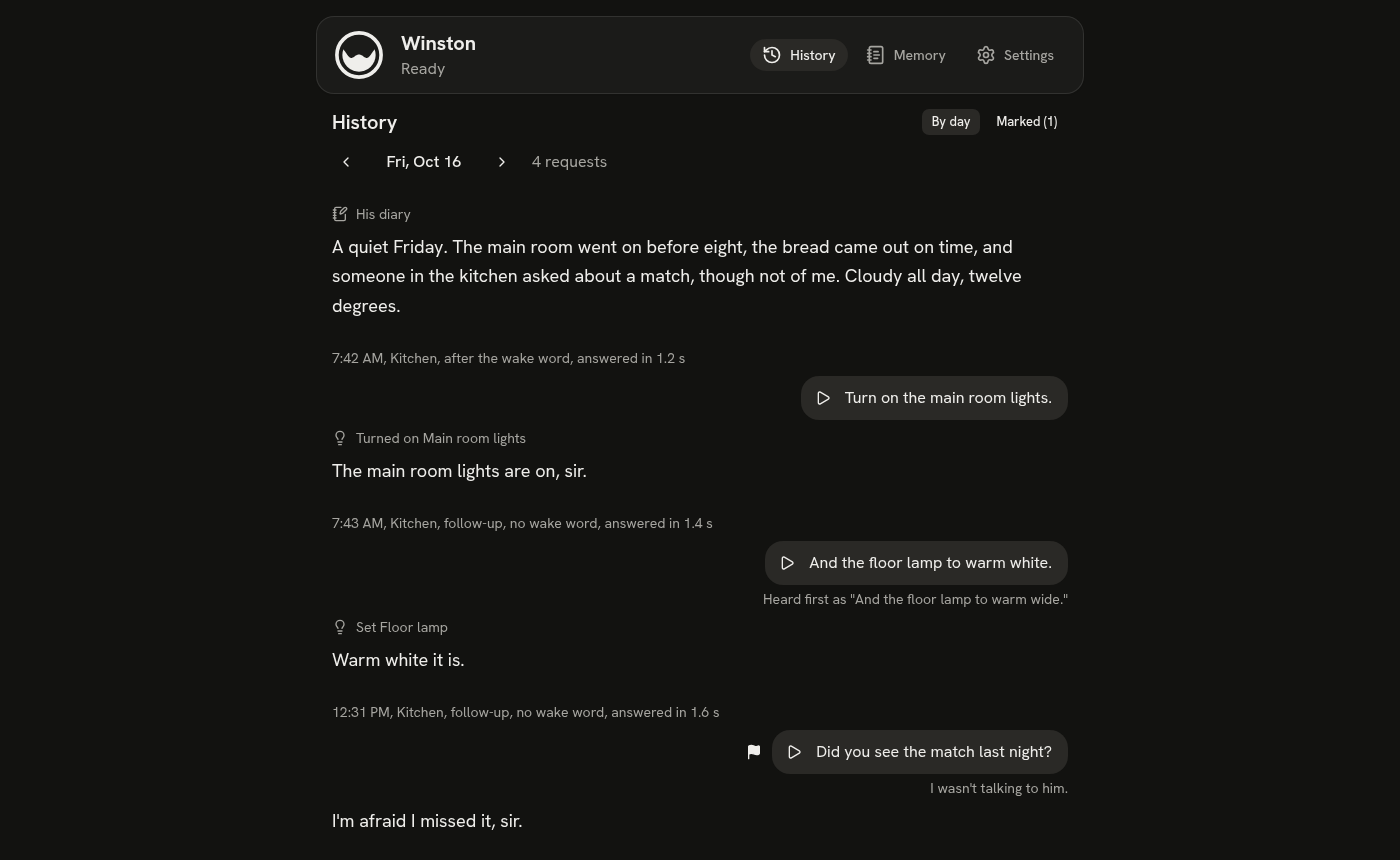 Winston
Ready
History
Memory
Settings
History
By day
Marked (1)
Fri, Oct 16
4 requests
His diary
A quiet Friday. The main room went on before eight, the bread came out on time, and
someone in the kitchen asked about a match, though not of me. Cloudy all day, twelve
degrees.
7:42 AM, Kitchen, after the wake word, answered in 1.2 s
Turn on the main room lights.
Turned on Main room lights
The main room lights are on, sir.
7:43 AM, Kitchen, follow-up, no wake word, answered in 1.4 s
And the floor lamp to warm white.
Heard first as "And the floor lamp to warm wide."
Set Floor lamp
Warm white it is.
12:31 PM, Kitchen, follow-up, no wake word, answered in 1.6 s
Did you see the match last night?
I wasn't talking to him.
I'm afraid I missed it, sir.